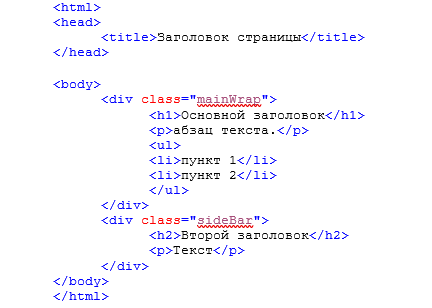 <html>
<head>
<title>Заголовок страницы</title>
</head>
<body>
<div class="mainWrap">
<h1>Основной заголовок</h1>
<p>абзац текста.</p>
<ul>
<li>пункт 1</li>
<li>пункт 2</li>
</ul>
</div>
<div class="sideBar">
<h2>Второй заголовок</h2>
<p>Текст</p>
</div>
</body>
</html>